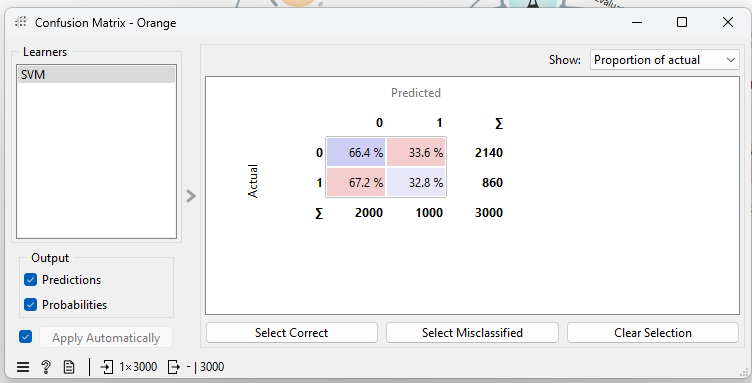 Evalua
Confusion Matrix - Orange
Learners
SVM
Show: Proportion of actual
Predicted
0 1 ∑
0 66.4 % 33.6 % 2140
Actual
1 67.2 % 32.8 % 860
∑ 2000 1000 3000
Output
Predictions
Probabilities
Apply Automatically
Select Correct Select Misclassified Clear Selection
1×3000 - | 3000